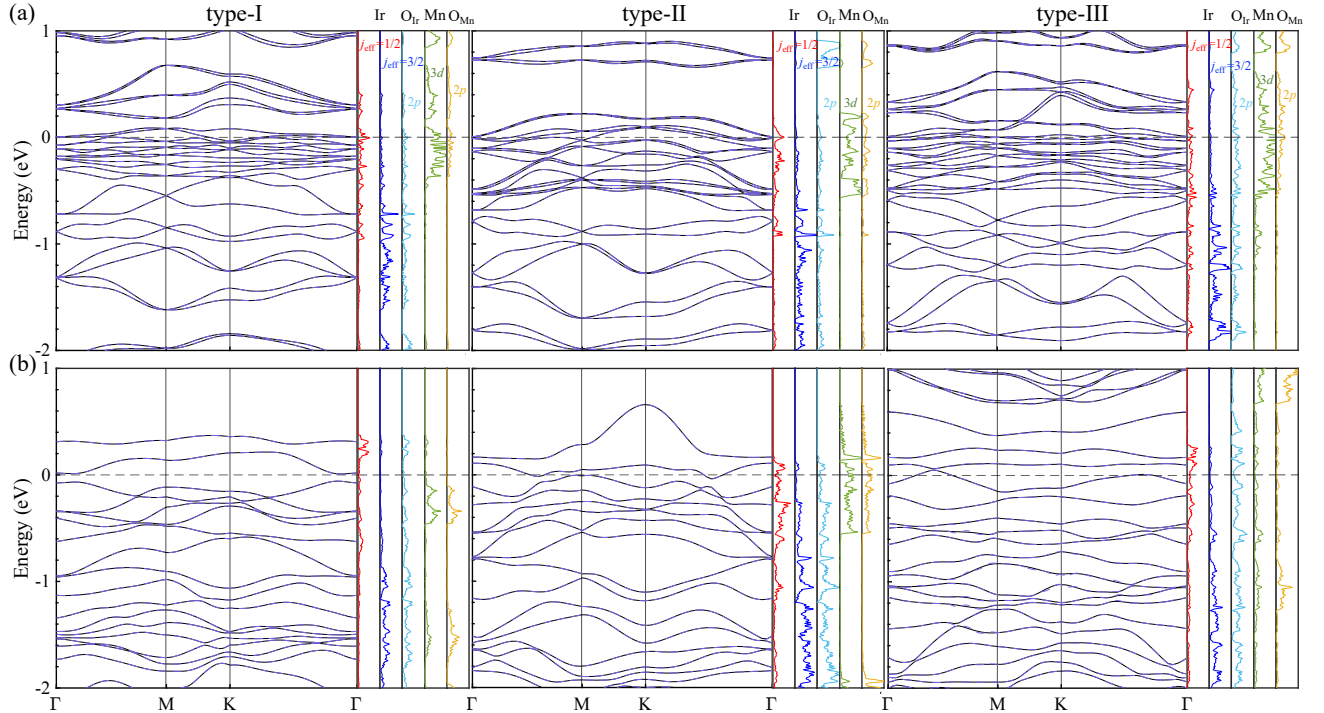 (a) type-I type-II type-III
Ir O_Ir Mn O_Mn Ir O_Ir Mn O_Mn Ir O_Ir Mn O_Mn
j_eff=1/2 j_eff=1/2 j_eff=1/2
j_eff=3/2 j_eff=3/2 j_eff=3/2
3d 3d 3d
2p 2p 2p 2p 2p 2p
1
0
-1
-2
Energy (eV)
(b)
1
0
-1
-2
Energy (eV)
Γ M K Γ M K Γ M K Γ